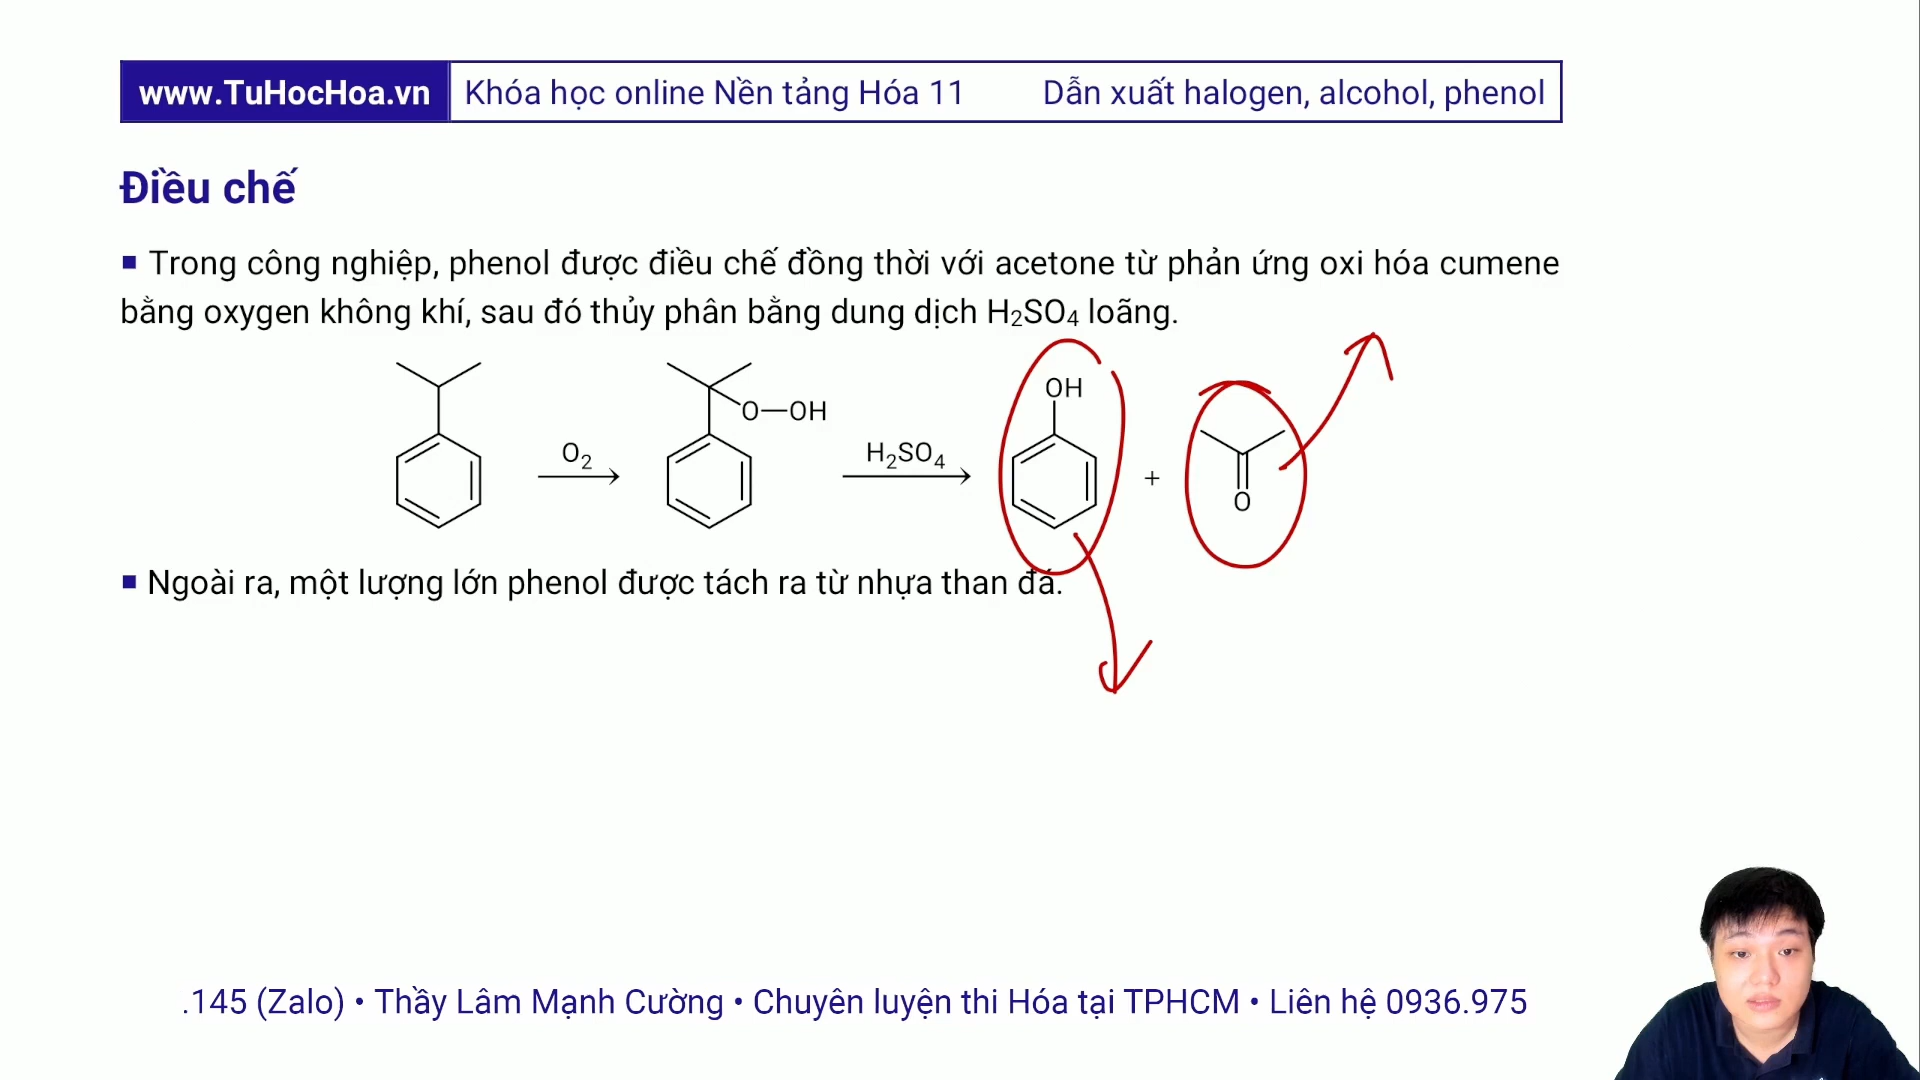 www.TuHocHoa.vn Khóa học online Nền tảng Hóa 11 Dẫn xuất halogen, alcohol, phenol
Điều chế
▪ Trong công nghiệp, phenol được điều chế đồng thời với acetone từ phản ứng oxi hóa cumene
bằng oxygen không khí, sau đó thủy phân bằng dung dịch H₂SO₄ loãng.
O—OH
O₂
H₂SO₄
OH
+
O
▪ Ngoài ra, một lượng lớn phenol được tách ra từ nhựa than đá.
.145 (Zalo) • Thầy Lâm Mạnh Cường • Chuyên luyện thi Hóa tại TPHCM • Liên hệ 0936.975